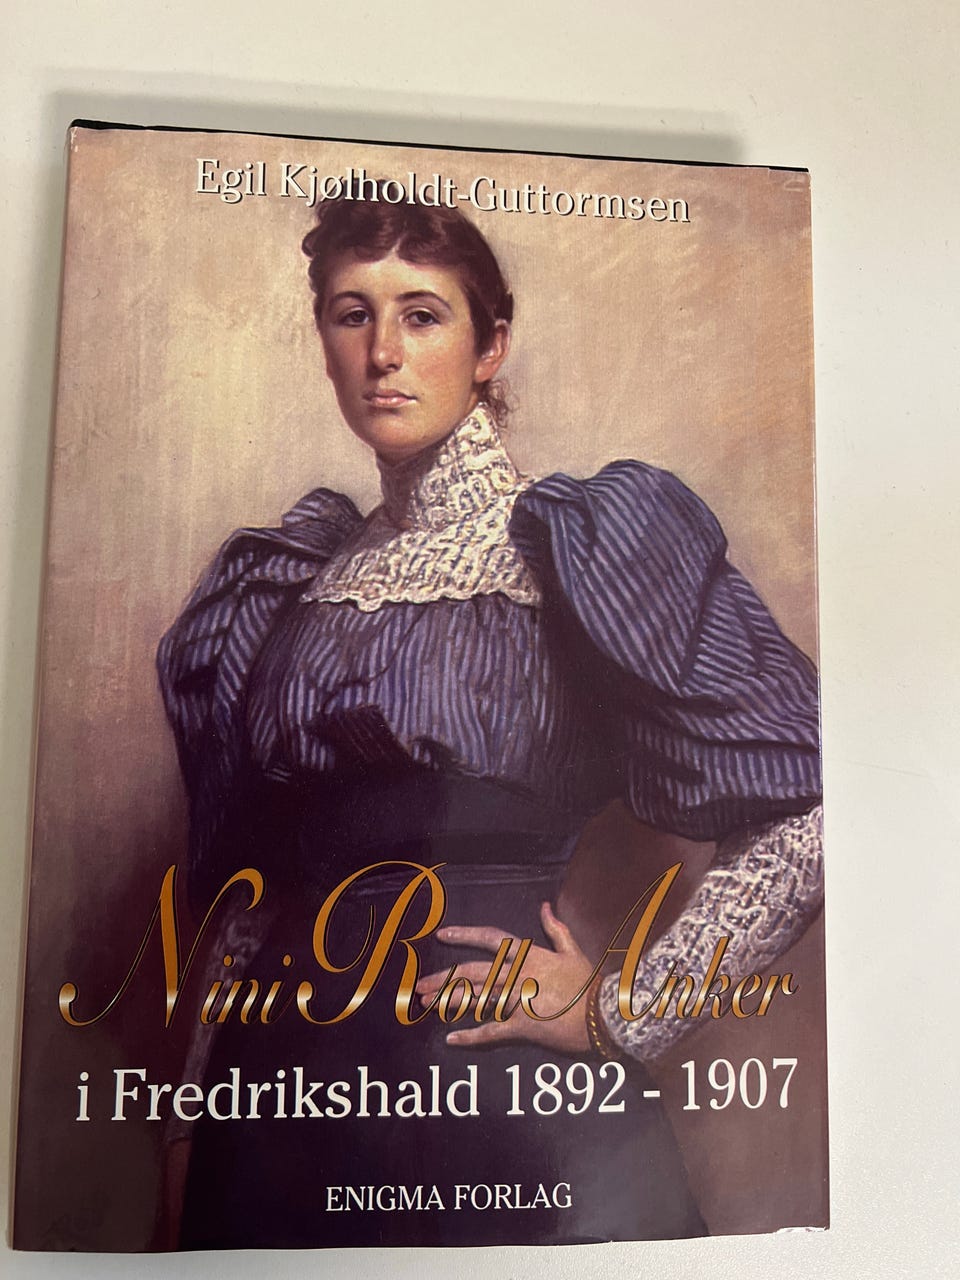 Egil Kjølholdt-Guttormsen
Nini Roll Anker
i Fredrikshald 1892 - 1907
ENIGMA FORLAG